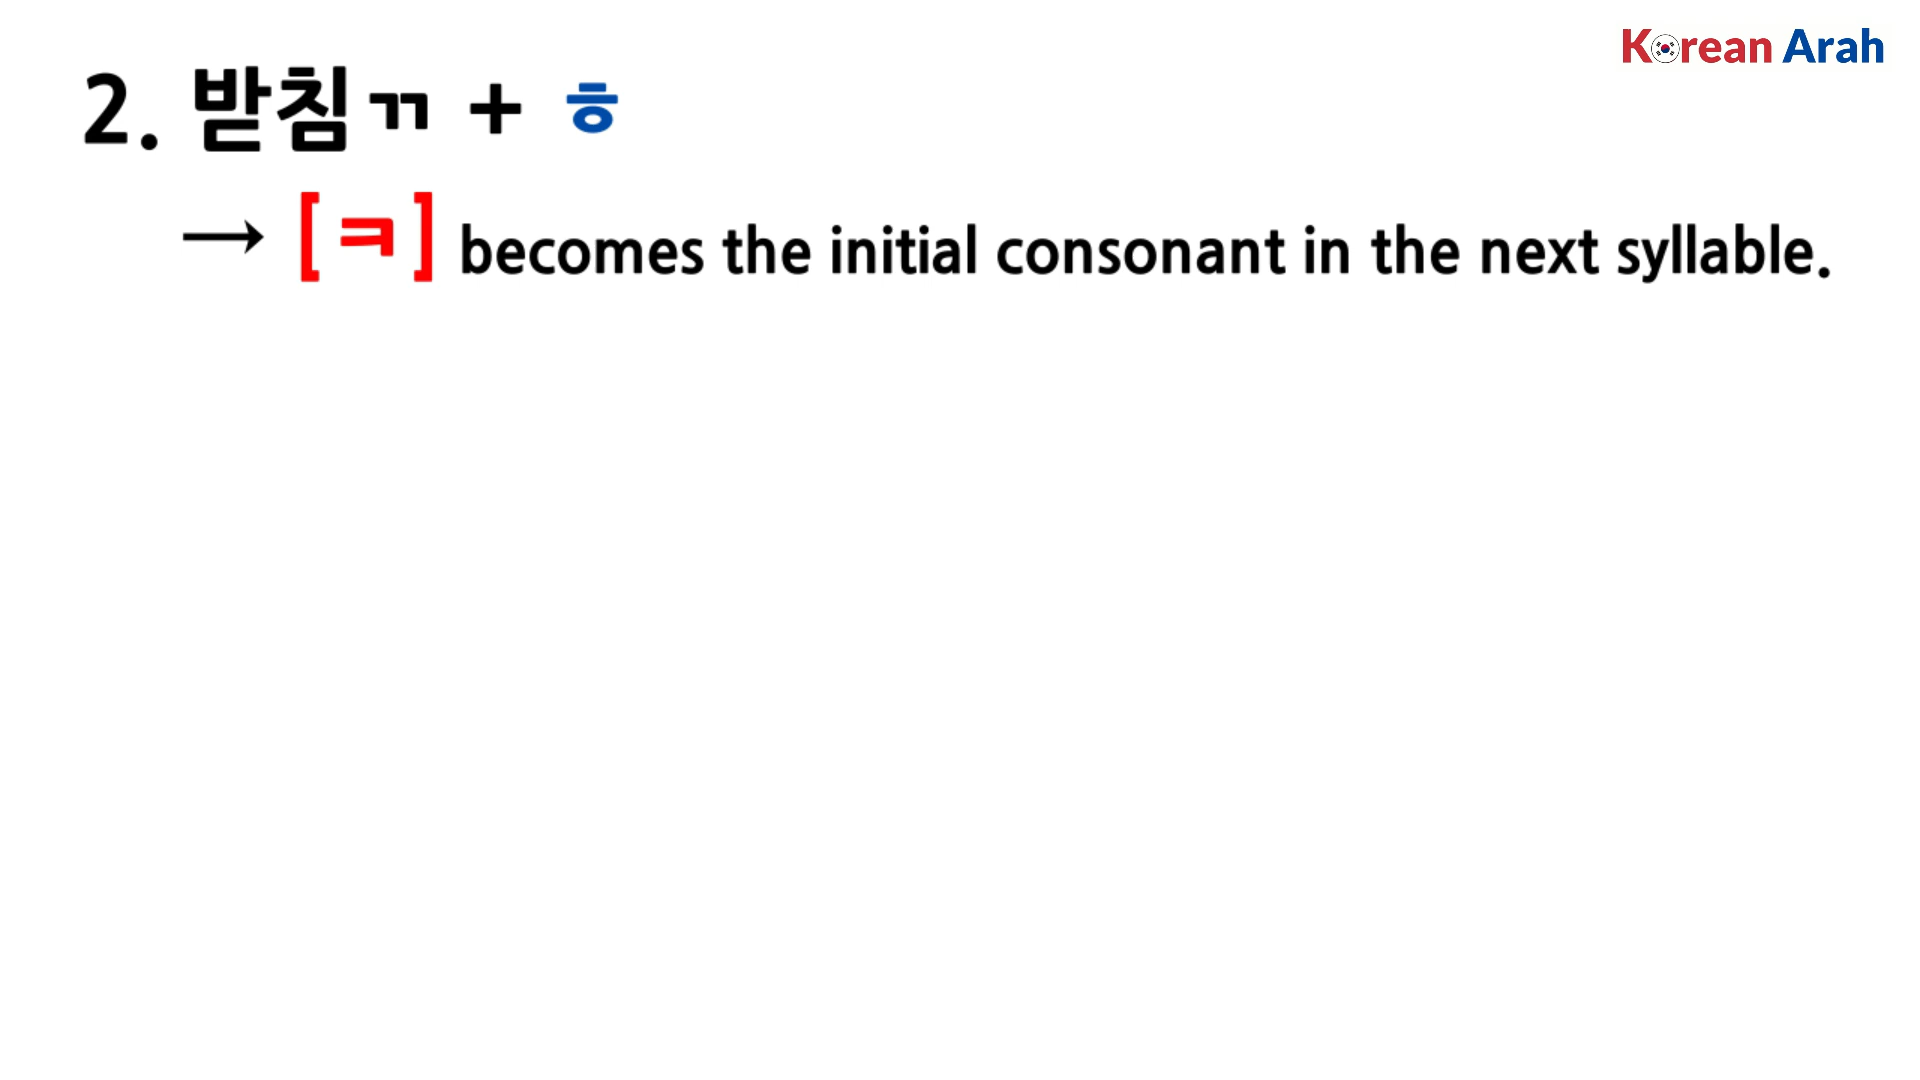 Korean Arah
2. 받침ㄲ + ㅎ
→ [ㅋ] becomes the initial consonant in the next syllable.